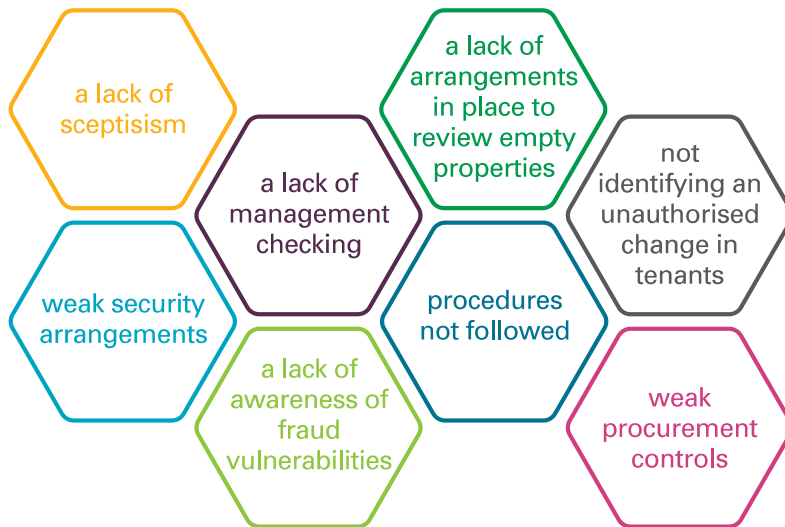 a lack of
sceptisism
a lack of
arrangements
in place to
review empty
properties
a lack of
management
checking
not
identifying an
unauthorised
change in
tenants
weak security
arrangements
procedures
not followed
a lack of
awareness of
fraud
vulnerabilities
weak
procurement
controls